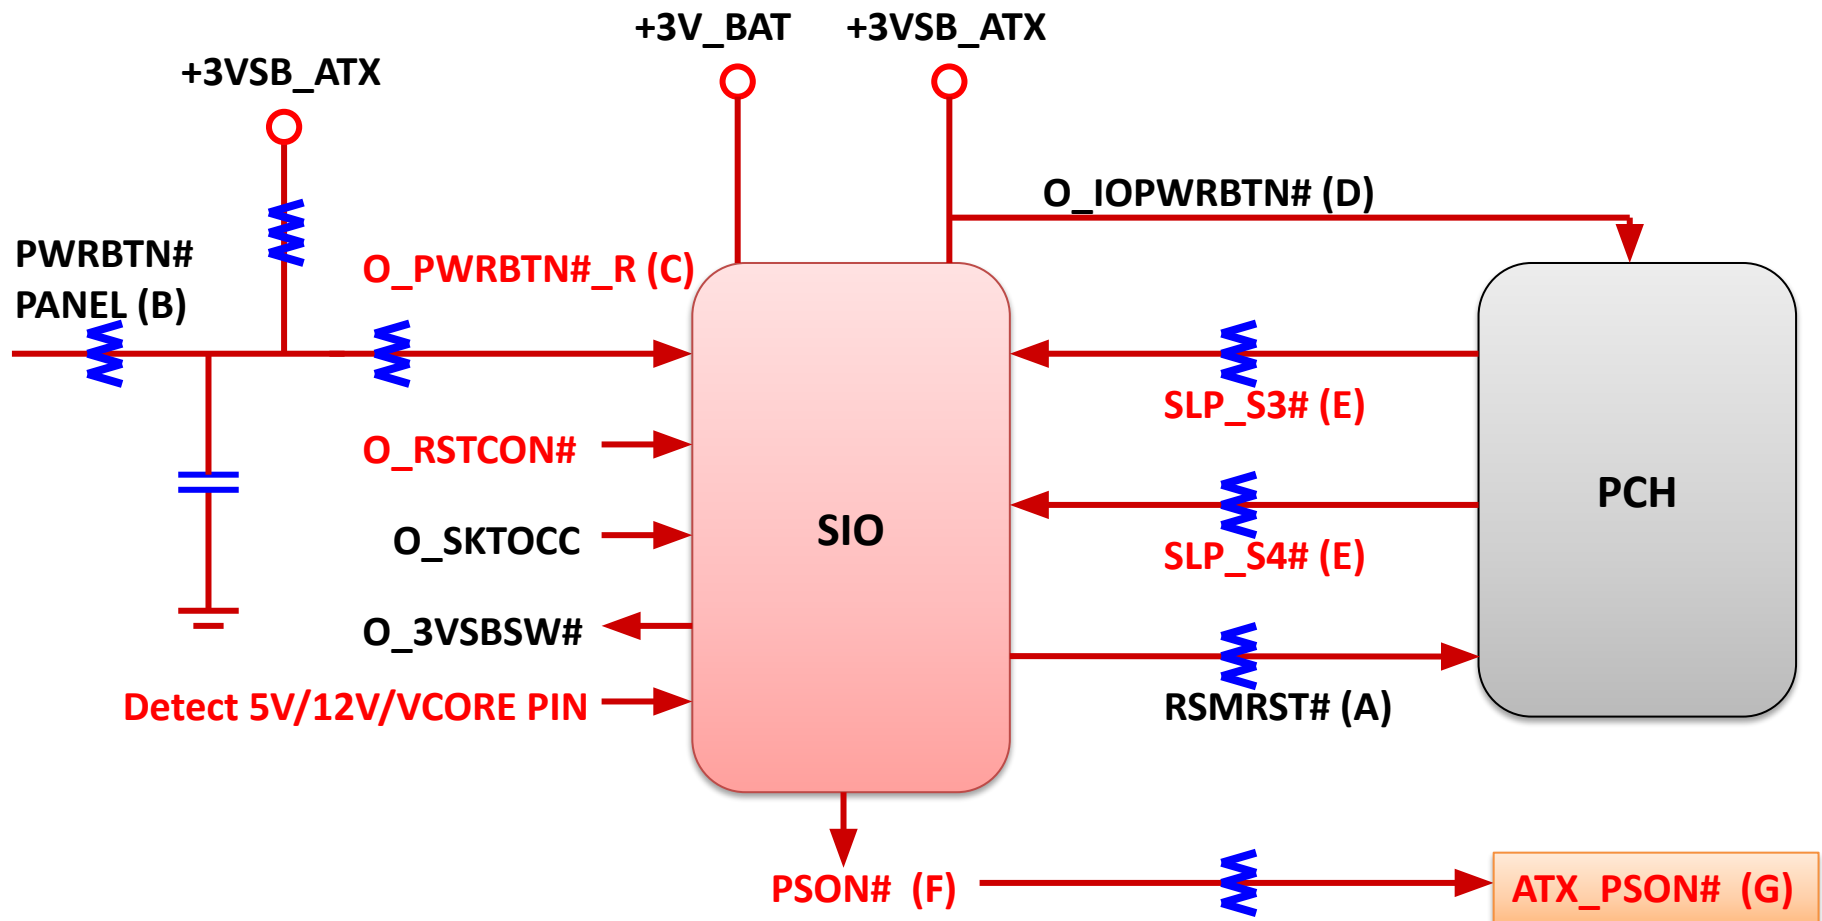 +3V_BAT
+3VSB_ATX
+3VSB_ATX
O_IOPWRBTN# (D)
PWRBTN#
PANEL (B)
O_PWRBTN#_R (C)
SLP_S3# (E)
O_RSTCON#
PCH
SIO
O_SKTOCC
SLP_S4# (E)
O_3VSBSW#
Detect 5V/12V/VCORE PIN
RSMRST# (A)
PSON# (F)
ATX_PSON# (G)